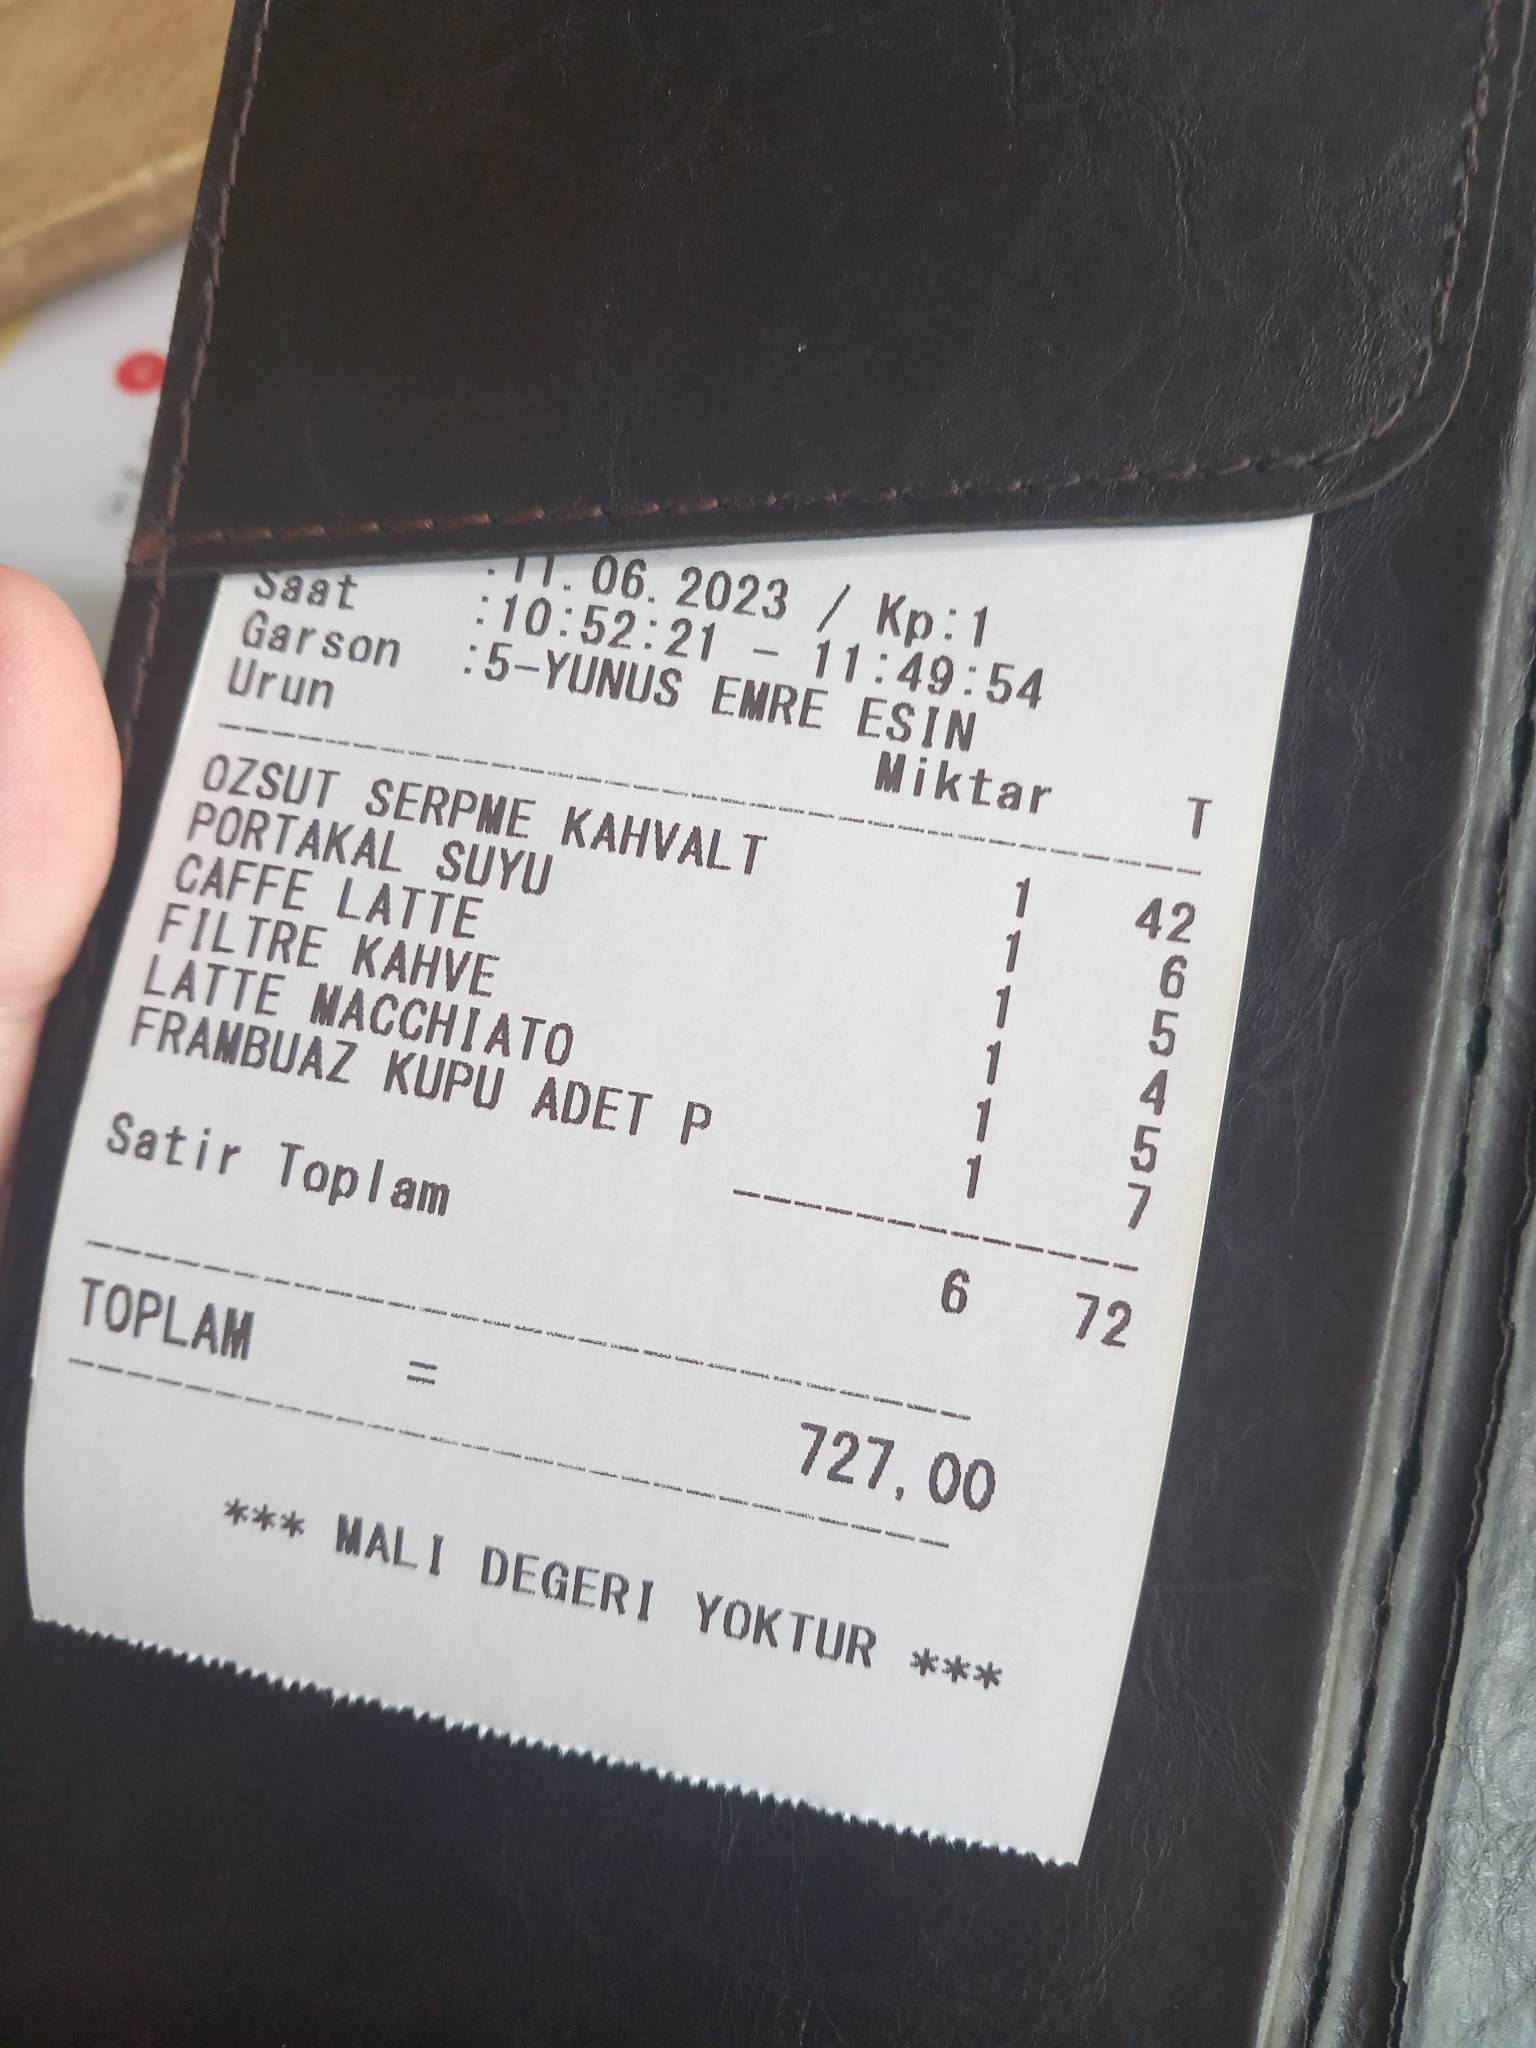 :11.06.2023 / Kp:1
Saat :10:52:21 - 11:49:54
Garson :5-YUNUS EMRE ESIN
Urun Miktar T
OZSUT SERPME KAHVALT 1 42
PORTAKAL SUYU 1 6
CAFFE LATTE 1 5
FILTRE KAHVE 1 4
LATTE MACCHIATO 1 5
FRAMBUAZ KUPU ADET P 1 7
Satir Toplam 6 72
TOPLAM = 727,00
*** MALI DEGERI YOKTUR ***